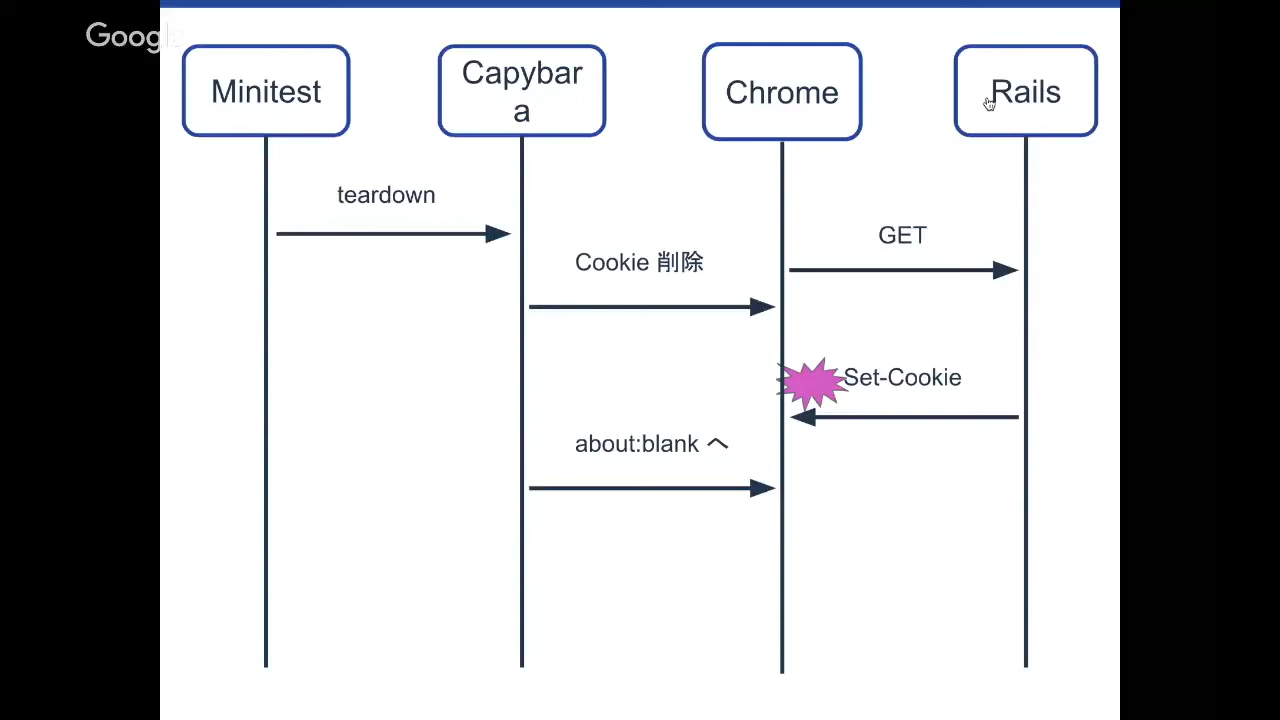 Google
Minitest
Capybar
a
Chrome
Rails
teardown
GET
Cookie 削除
Set-Cookie
about:blank へ